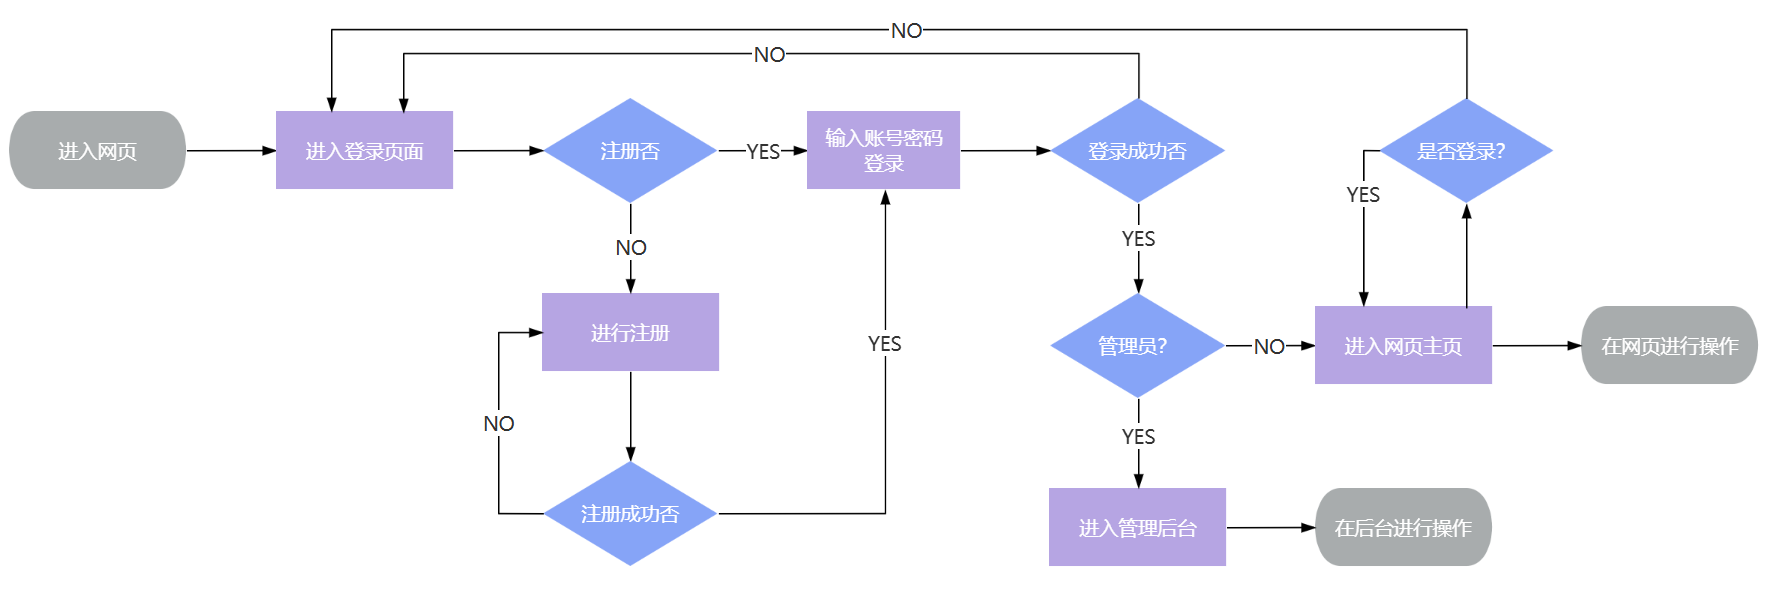 NO
NO
进入网页
进入登录页面
注册否
YES
输入账号密码
登录
登录成功否
是否登录?
YES
NO
YES
进行注册
YES
管理员?
NO
进入网页主页
在网页进行操作
NO
YES
注册成功否
进入管理后台
在后台进行操作